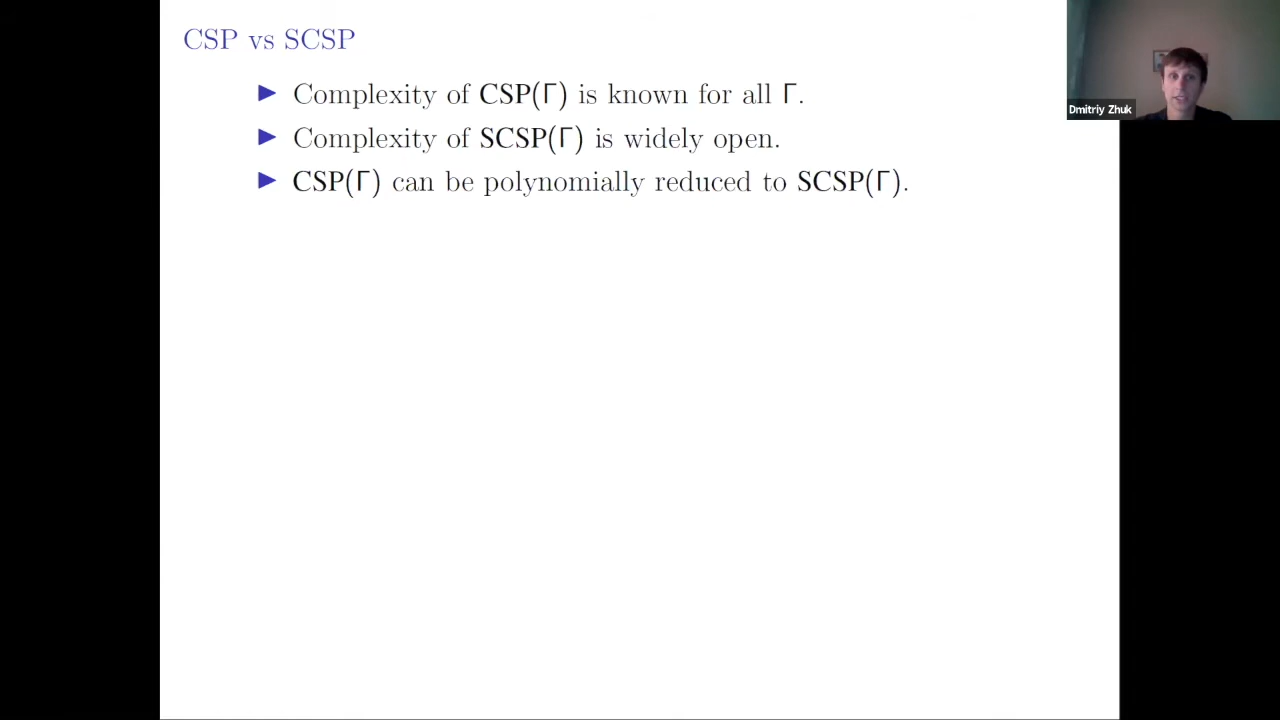 CSP vs SCSP
▶ Complexity of CSP(Γ) is known for all Γ.
▶ Complexity of SCSP(Γ) is widely open.
▶ CSP(Γ) can be polynomially reduced to SCSP(Γ).
Dmitriy Zhuk